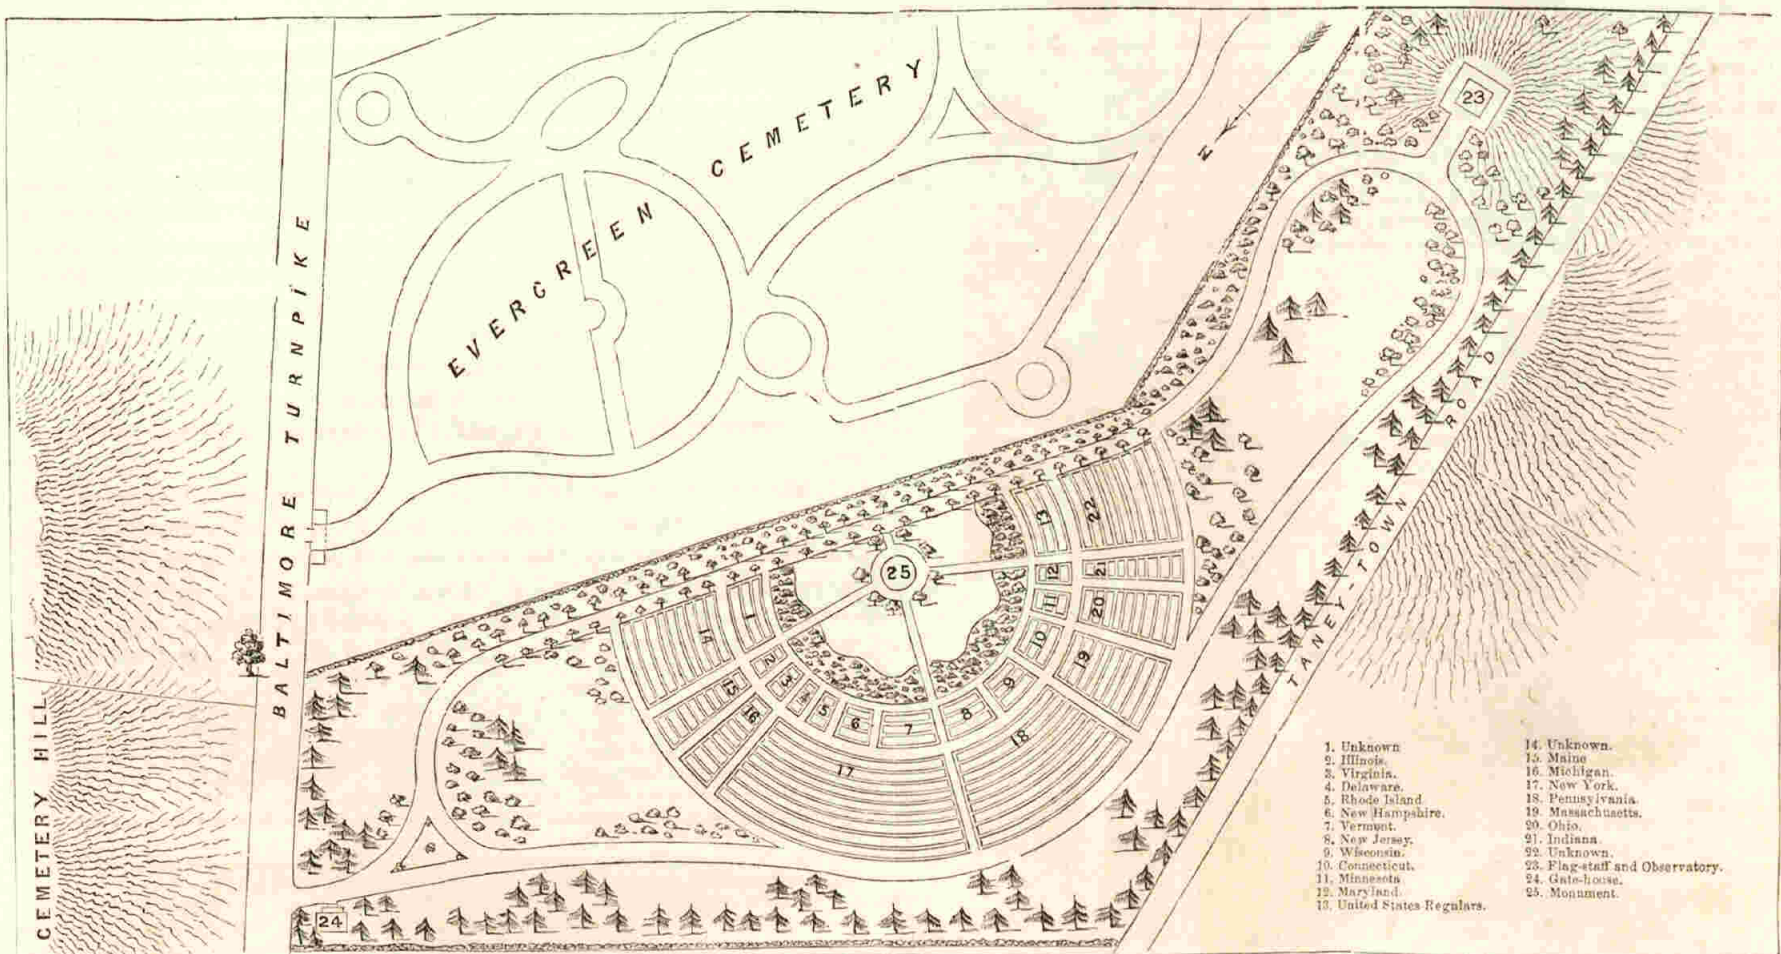 EVERGREEN CEMETERY
N
BALTIMORE TURNPIKE
CEMETERY HILL
TANEY-TOWN ROAD
23
25
13
22
12
21
11
20
10
19
9
18
8
7
6
5
4
3
2
1
14
15
16
17
24
1. Unknown
2. Illinois.
3. Virginia.
4. Delaware.
5. Rhode Island
6. New Hampshire.
7. Vermont.
8. New Jersey.
9. Wisconsin.
10. Connecticut.
11. Minnesota
12. Maryland.
13. United States Regulars.
14. Unknown.
15. Maine
16. Michigan.
17. New York.
18. Pennsylvania.
19. Massachusetts.
20. Ohio.
21. Indiana.
22. Unknown.
23. Flag-staff and Observatory.
24. Gate-house.
25. Monument.